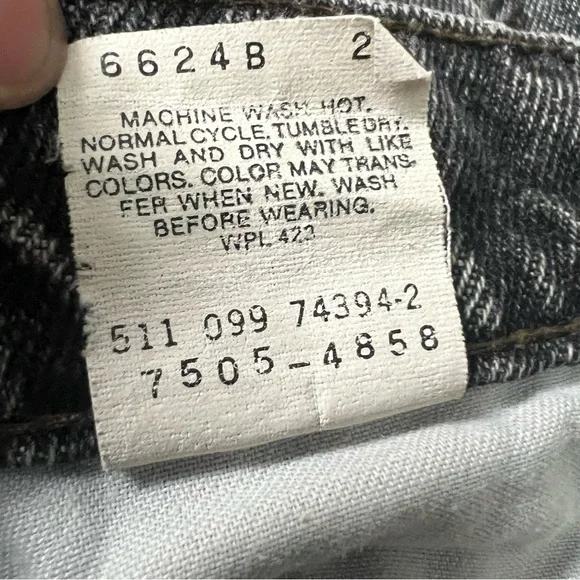 6624B 2
MACHINE WASH HOT.
NORMAL CYCLE. TUMBLE DRY.
WASH AND DRY WITH LIKE
COLORS. COLOR MAY TRANS-
FER WHEN NEW. WASH
BEFORE WEARING.
WPL 423
511 099 74394-2
7505-4858